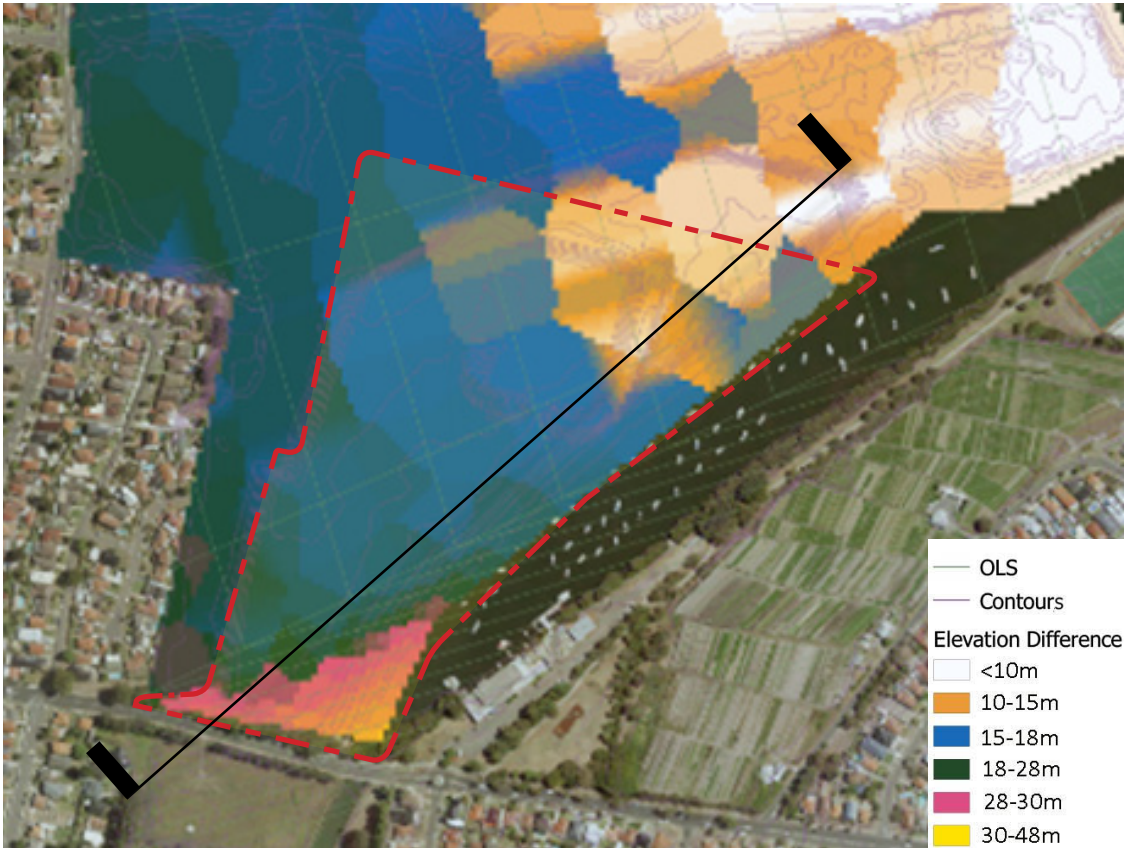 OLS
Contours
Elevation Difference
<10m
10-15m
15-18m
18-28m
28-30m
30-48m